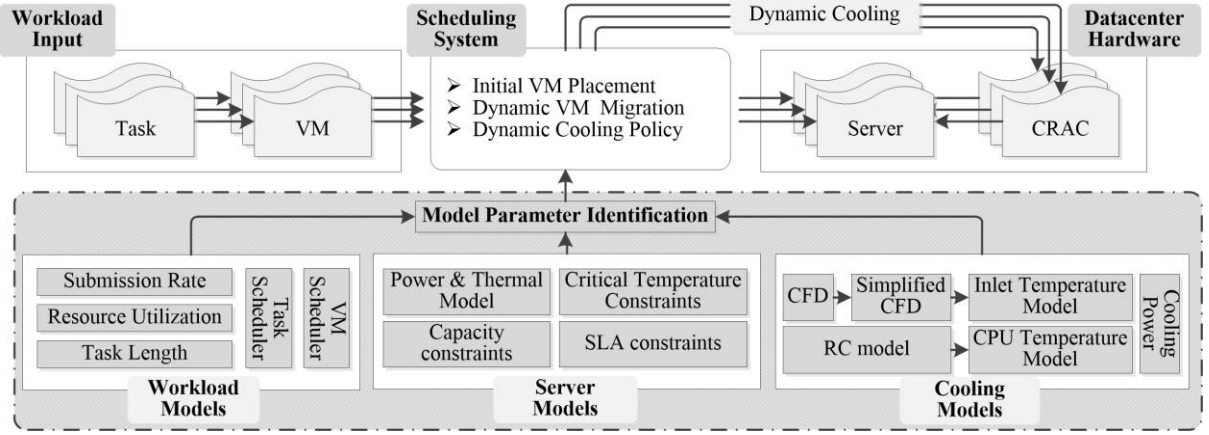 Workload
Input
Task
VM
Scheduling
System
➢ Initial VM Placement
➢ Dynamic VM Migration
➢ Dynamic Cooling Policy
Dynamic Cooling
Datacenter
Hardware
Server
CRAC
Model Parameter Identification
Submission Rate
Resource Utilization
Task Length
Task
Scheduler
VM
Scheduler
Workload
Models
Power & Thermal
Model
Critical Temperature
Constraints
Capacity
constraints
SLA constraints
Server
Models
CFD
Simplified
CFD
Inlet Temperature
Model
RC model
CPU Temperature
Model
Cooling
Power
Cooling
Models